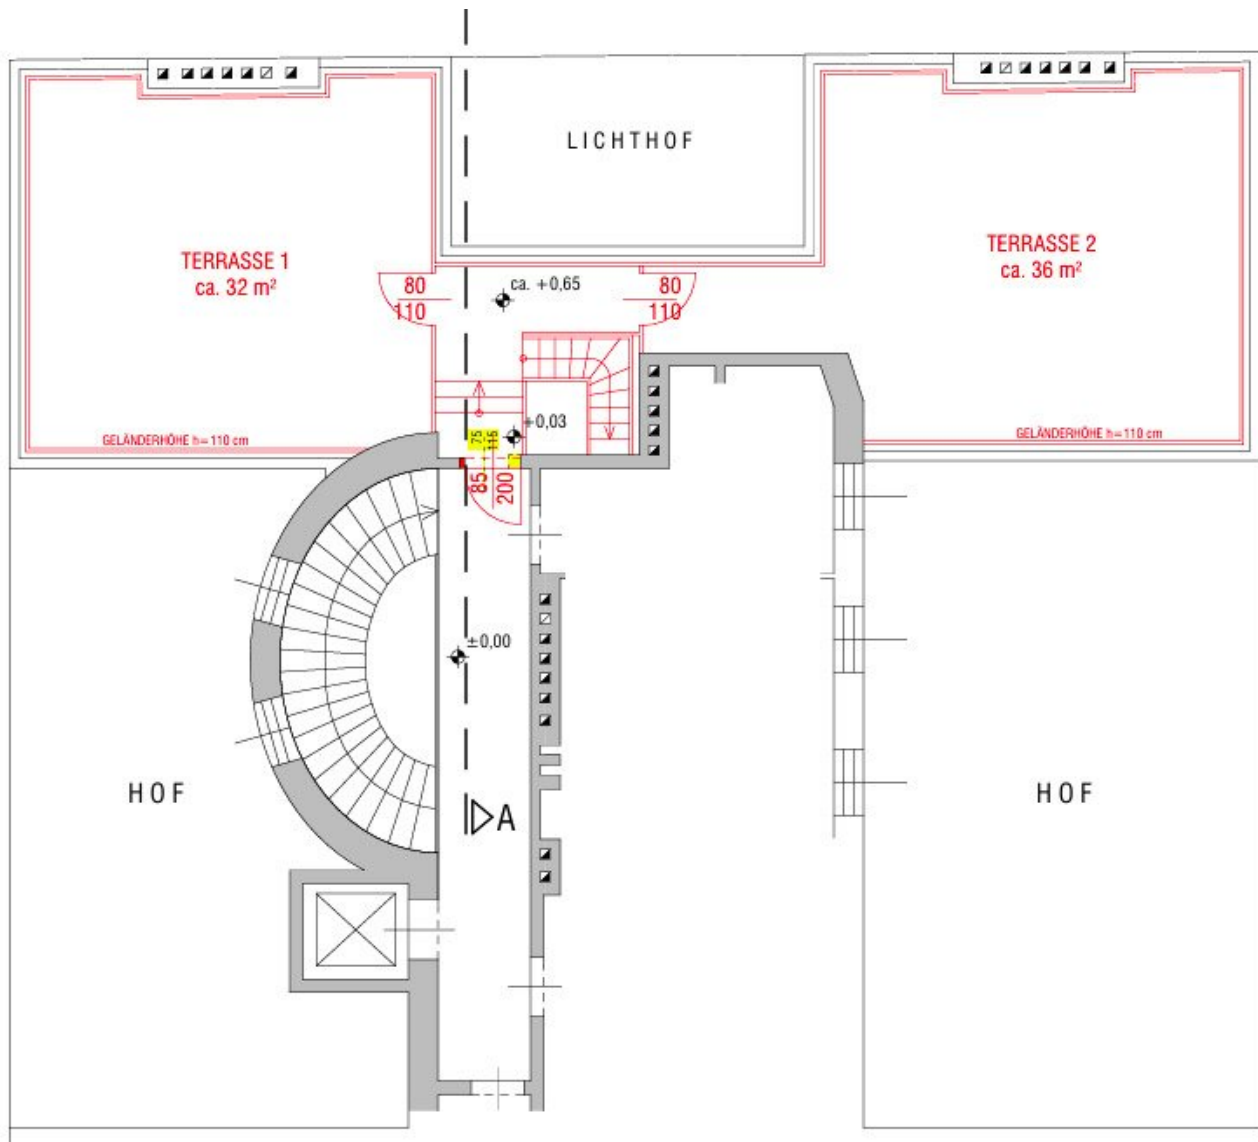 LICHTHOF
TERRASSE 1
ca. 32 m²
TERRASSE 2
ca. 36 m²
80
110
ca. +0,65
80
110
+0,03
75
115
GELÄNDERHÖHE h= 110 cm
GELÄNDERHÖHE h= 110 cm
85
200
±0,00
HOF
A
HOF